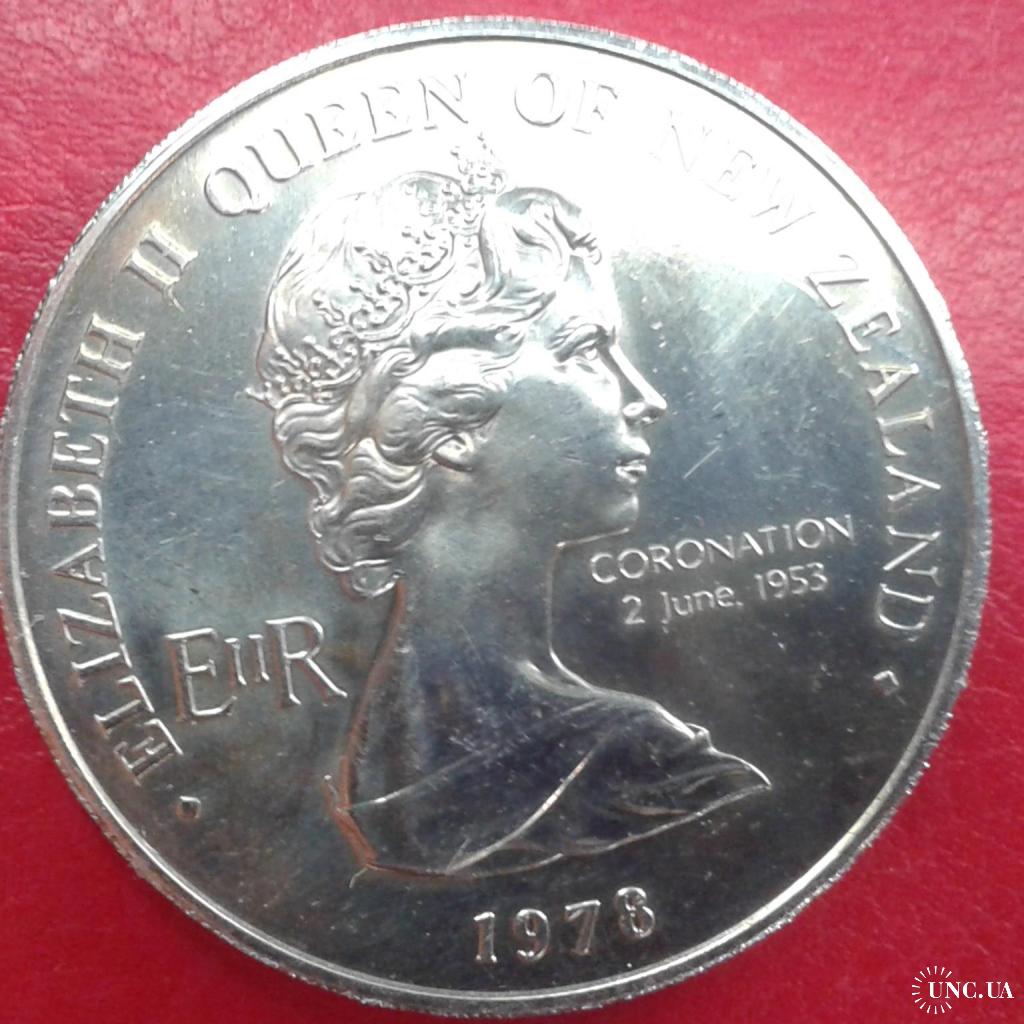 ELIZABETH II QUEEN OF NEW ZEALAND
CORONATION
2 June, 1953
EIIR
1978
UNC.UA